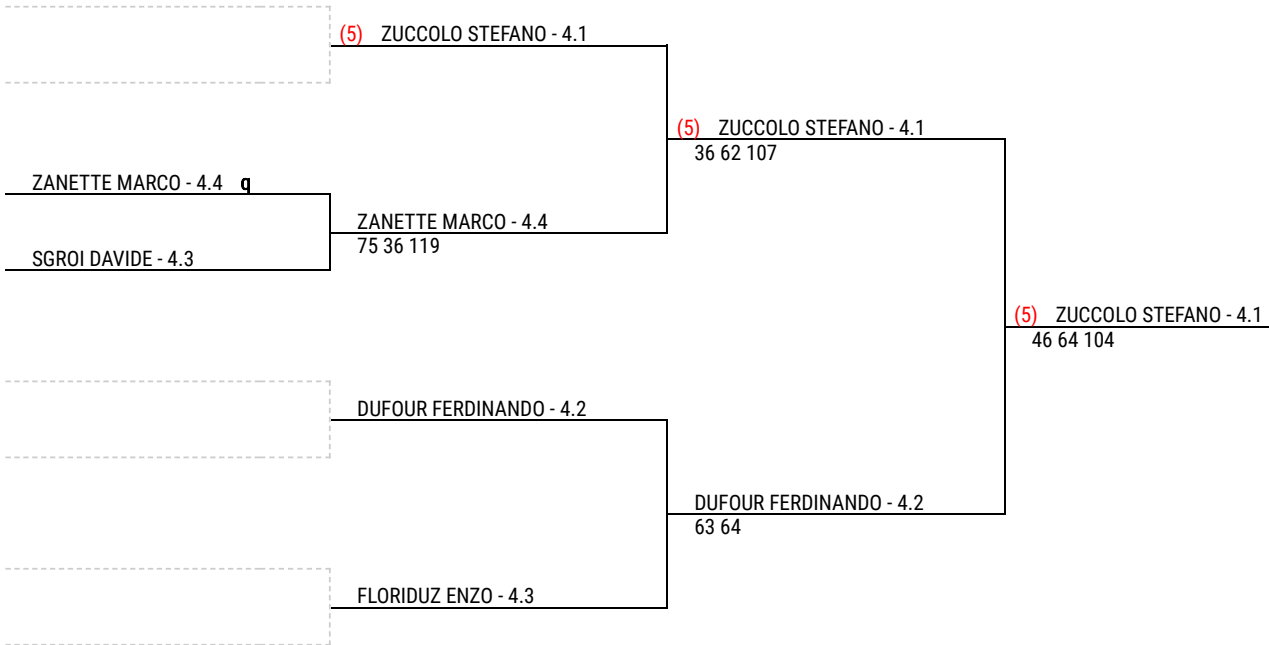 (5) ZUCCOLO STEFANO - 4.1
(5) ZUCCOLO STEFANO - 4.1
36 62 107
ZANETTE MARCO - 4.4 q
ZANETTE MARCO - 4.4
75 36 119
SGROI DAVIDE - 4.3
(5) ZUCCOLO STEFANO - 4.1
46 64 104
DUFOUR FERDINANDO - 4.2
DUFOUR FERDINANDO - 4.2
63 64
FLORIDUZ ENZO - 4.3